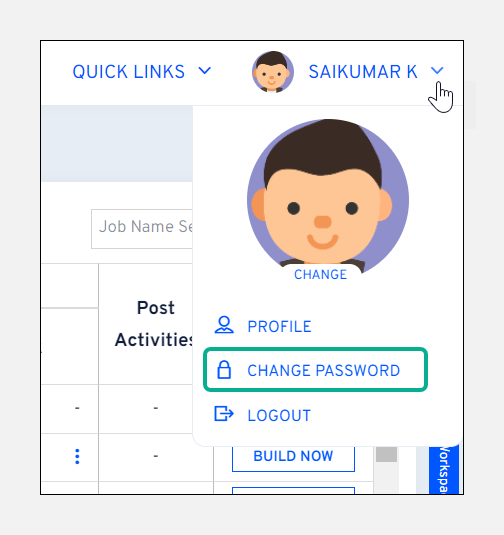 QUICK LINKS
SAIKUMAR K
CHANGE
Job Name Se
Post
Activities
PROFILE
CHANGE PASSWORD
LOGOUT
-
-
-
BUILD NOW
Workspa